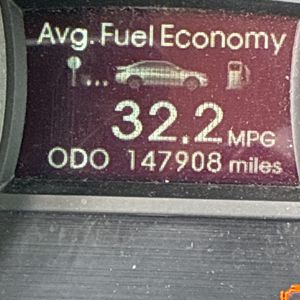 Avg. Fuel Economy
32.2 MPG
ODO 147908 miles